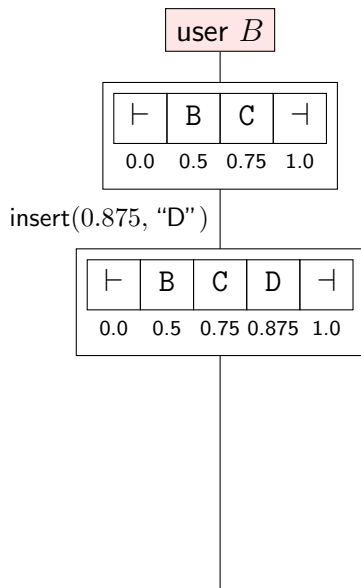 user B
⊢ B C ⊣
0.0 0.5 0.75 1.0
insert(0.875, “D”)
⊢ B C D ⊣
0.0 0.5 0.75 0.875 1.0